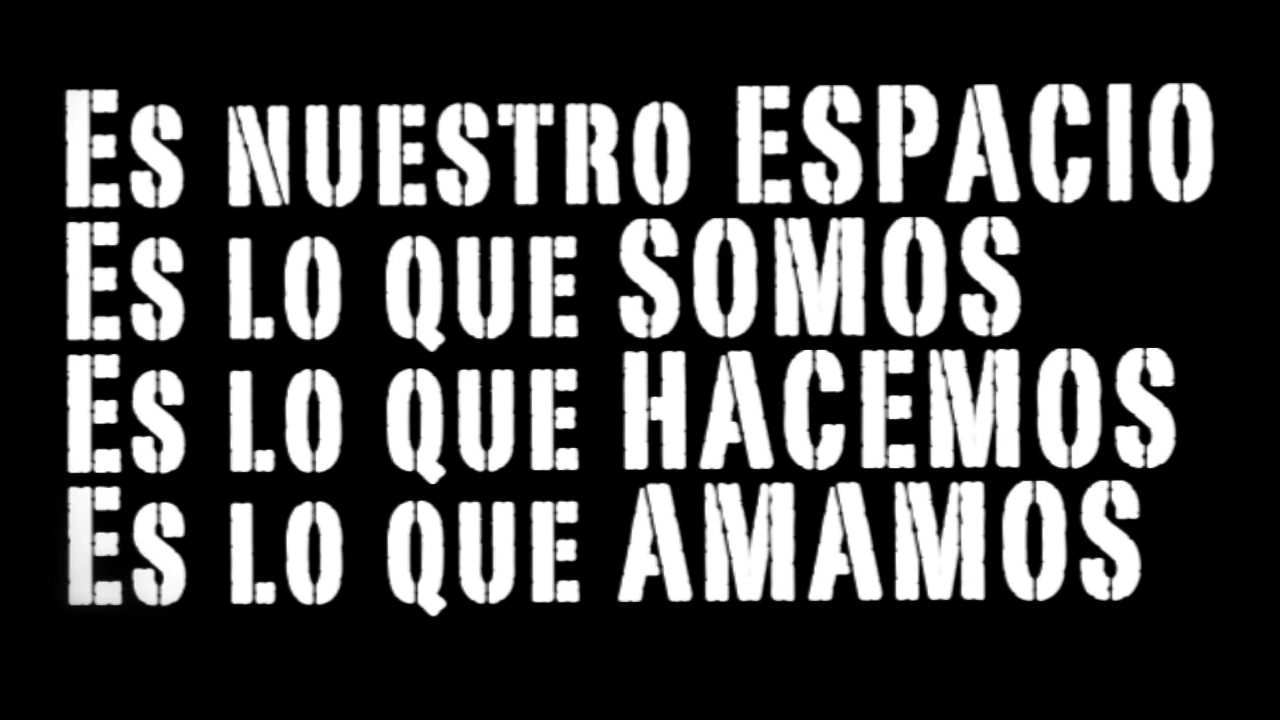 Es nuestro ESPACIO
Es lo que SOMOS
Es lo que HACEMOS
Es lo que AMAMOS